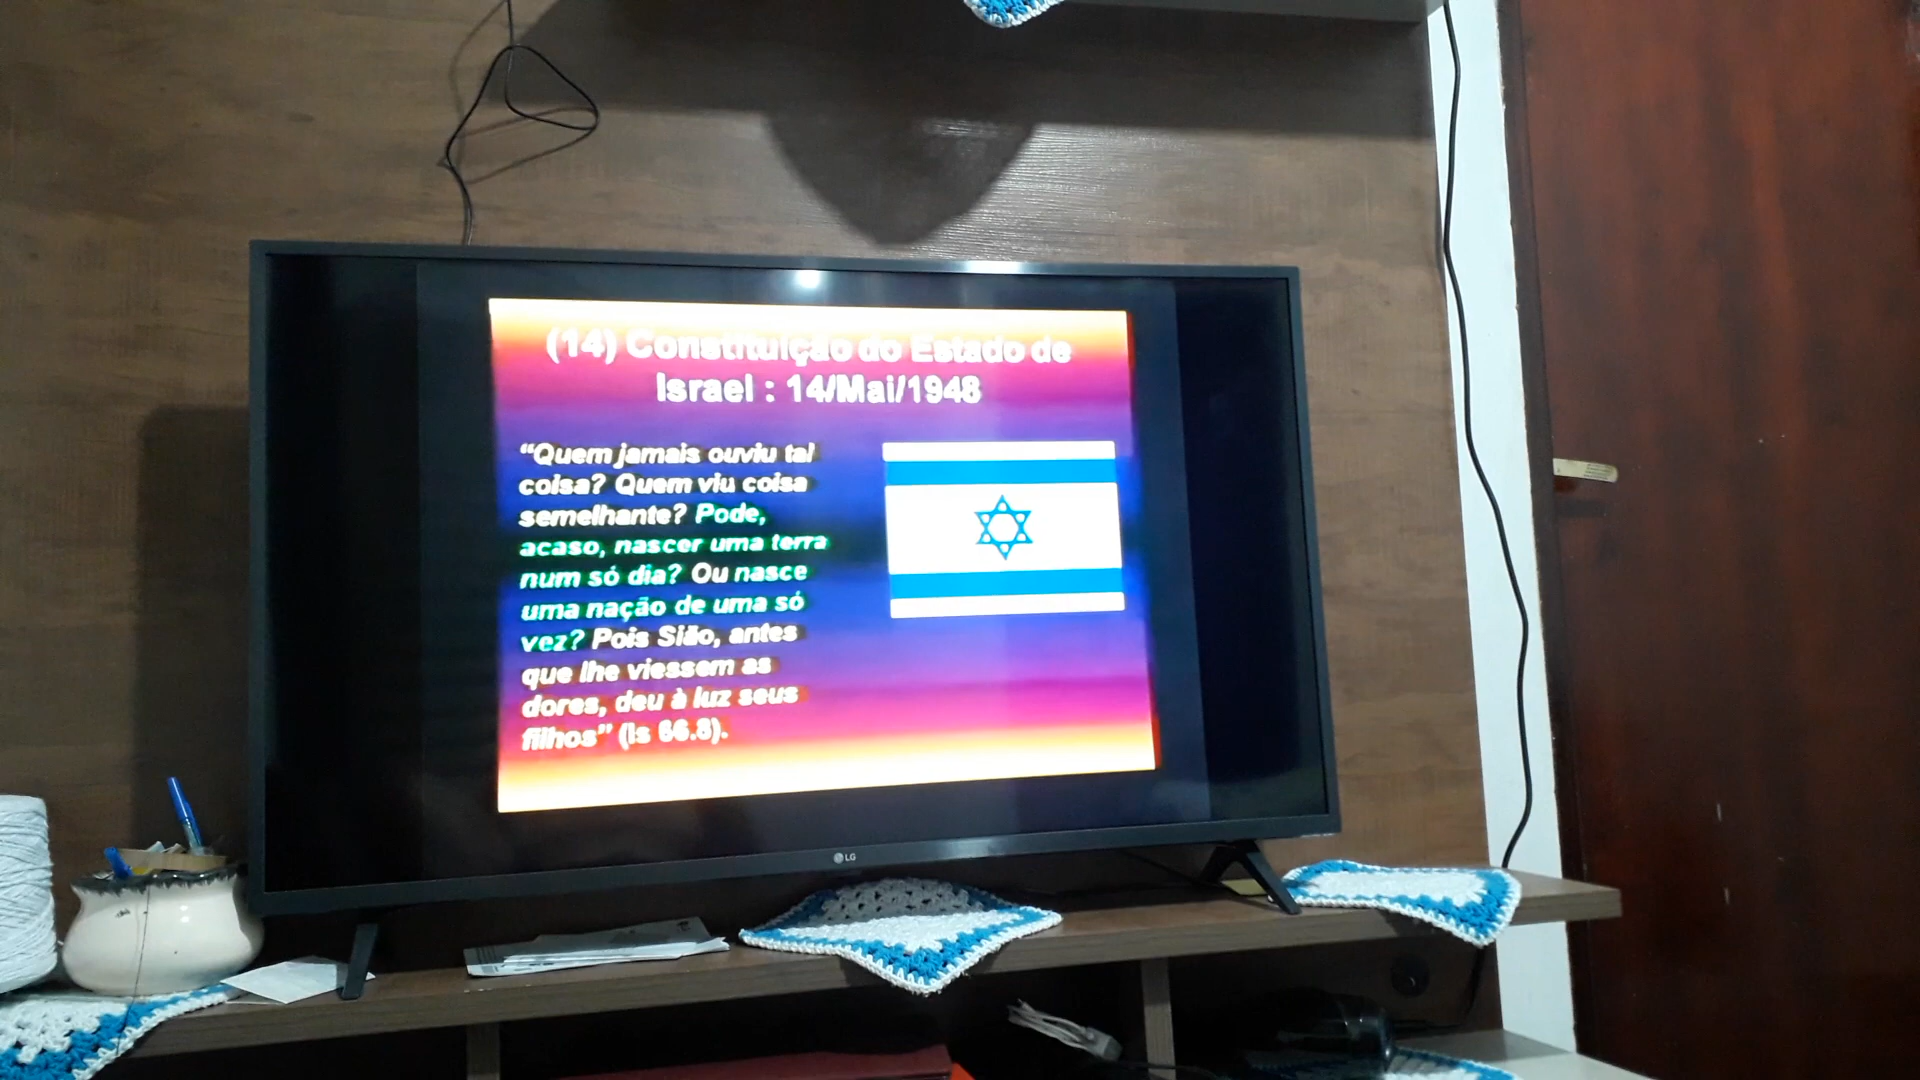 (14) Constituição do Estado de
Israel : 14/Mai/1948
“Quem jamais ouviu tal
coisa? Quem viu coisa
semelhante? Pode,
acaso, nascer uma terra
num só dia? Ou nasce
uma nação de uma só
vez? Pois Sião, antes
que lhe viessem as
dores, deu à luz seus
filhos” (Is 66.8).
LG